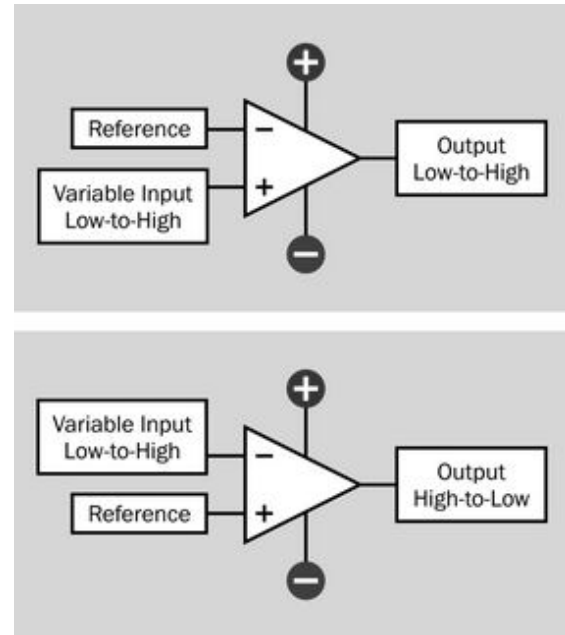 +
Reference
−
Output
Low-to-High
Variable Input
Low-to-High
+
−
+
Variable Input
Low-to-High
−
Output
High-to-Low
Reference
+
−